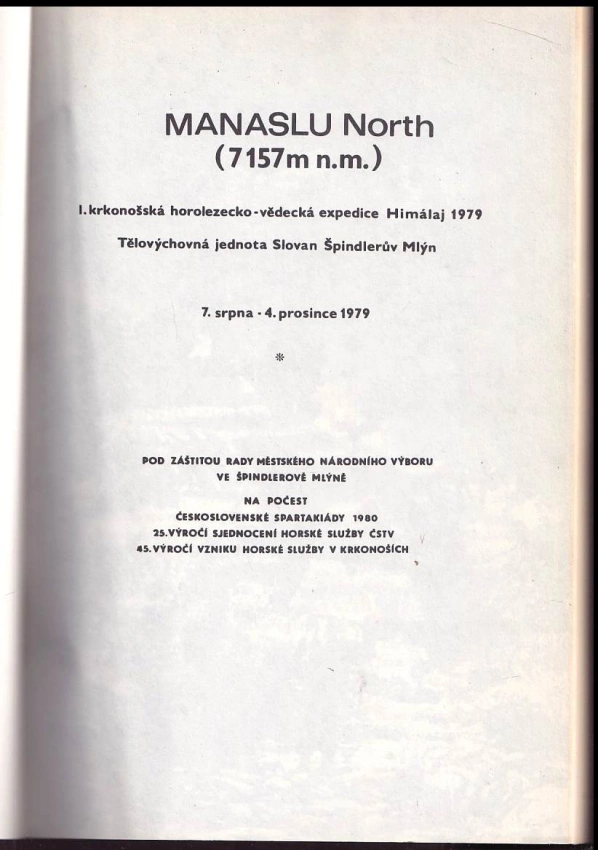 MANASLU North
(7157m n.m.)
I. krkonošská horolezecko-vědecká expedice Himálaj 1979
Tělovýchovná jednota Slovan Špindlerův Mlýn
7. srpna - 4. prosince 1979
*
POD ZÁŠTITOU RADY MĚSTSKÉHO NÁRODNÍHO VÝBORU
VE ŠPINDLEROVĚ MLÝNĚ
NA POČEST
ČESKOSLOVENSKÉ SPARTAKIÁDY 1980
25. VÝROČÍ SJEDNOCENÍ HORSKÉ SLUŽBY ČSTV
45. VÝROČÍ VZNIKU HORSKÉ SLUŽBY V KRKONOŠÍCH